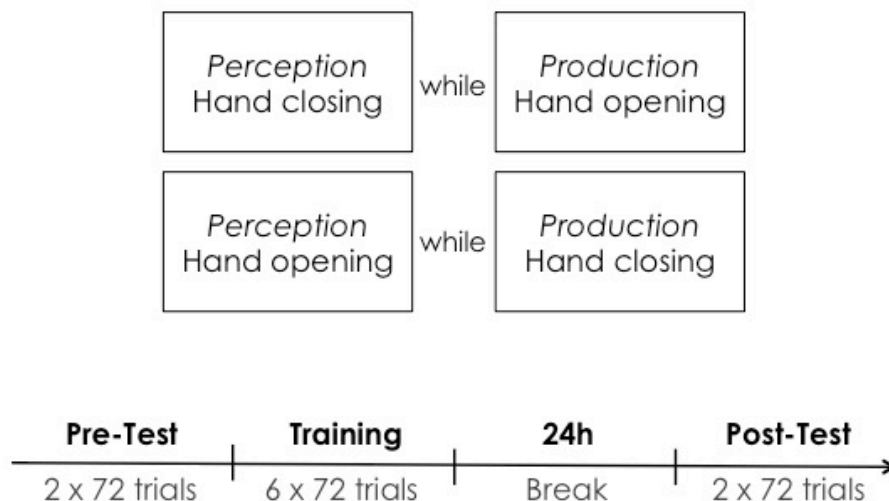 Perception
Hand closing
while
Production
Hand opening
Perception
Hand opening
while
Production
Hand closing
Pre-Test Training 24h Post-Test
2 x 72 trials 6 x 72 trials Break 2 x 72 trials